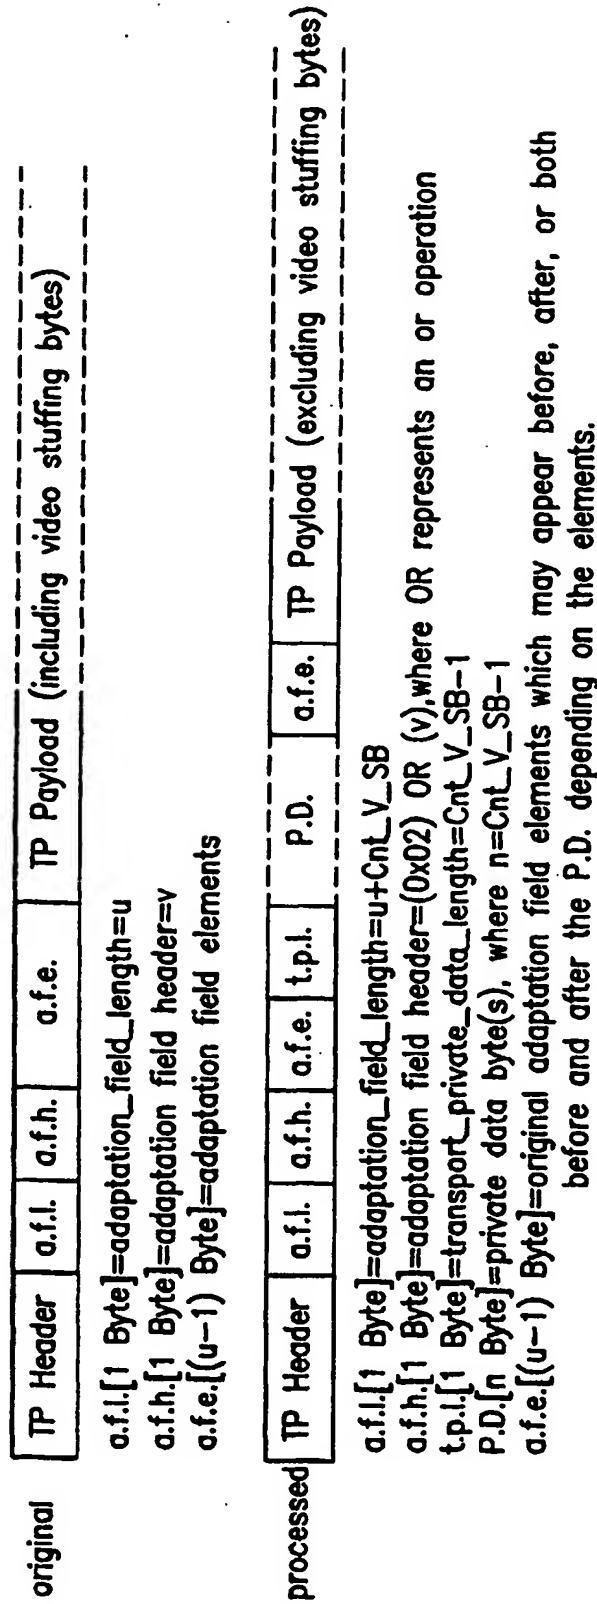 original
TP Header a.f.l. a.f.h. a.f.e. TP Payload (including video stuffing bytes)
a.f.l.[1 Byte]=adaptation_field_length=u
a.f.h.[1 Byte]=adaptation field header=v
a.f.e.[(u-1) Byte]=adaptation field elements
processed
TP Header a.f.l. a.f.h. a.f.e. t.p.l. P.D. a.f.e. TP Payload (excluding video stuffing bytes)
a.f.l.[1 Byte]=adaptation_field_length=u+Cnt_V_SB
a.f.h.[1 Byte]=adaptation field header=(0x02) OR (v),where OR represents an or operation
t.p.l.[1 Byte]=transport_private_data_length=Cnt_V_SB-1
P.D.[n Byte]=private data byte(s), where n=Cnt_V_SB-1
a.f.e.[(u-1) Byte]=original adaptation field elements which may appear before, after, or both
before and after the P.D. depending on the elements.